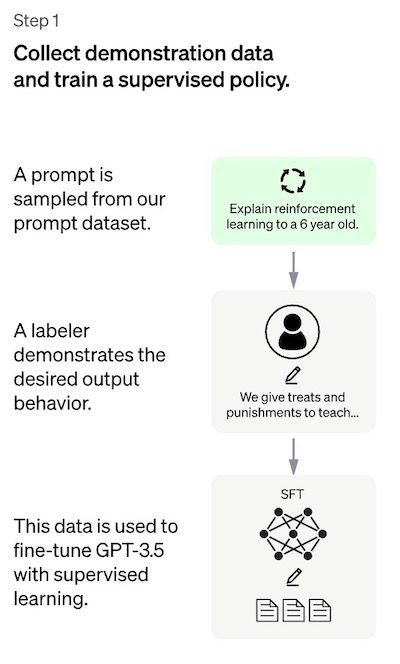 Step 1
Collect demonstration data
and train a supervised policy.
A prompt is
sampled from our
prompt dataset.
Explain reinforcement
learning to a 6 year old.
A labeler
demonstrates the
desired output
behavior.
We give treats and
punishments to teach...
This data is used to
fine-tune GPT-3.5
with supervised
learning.
SFT